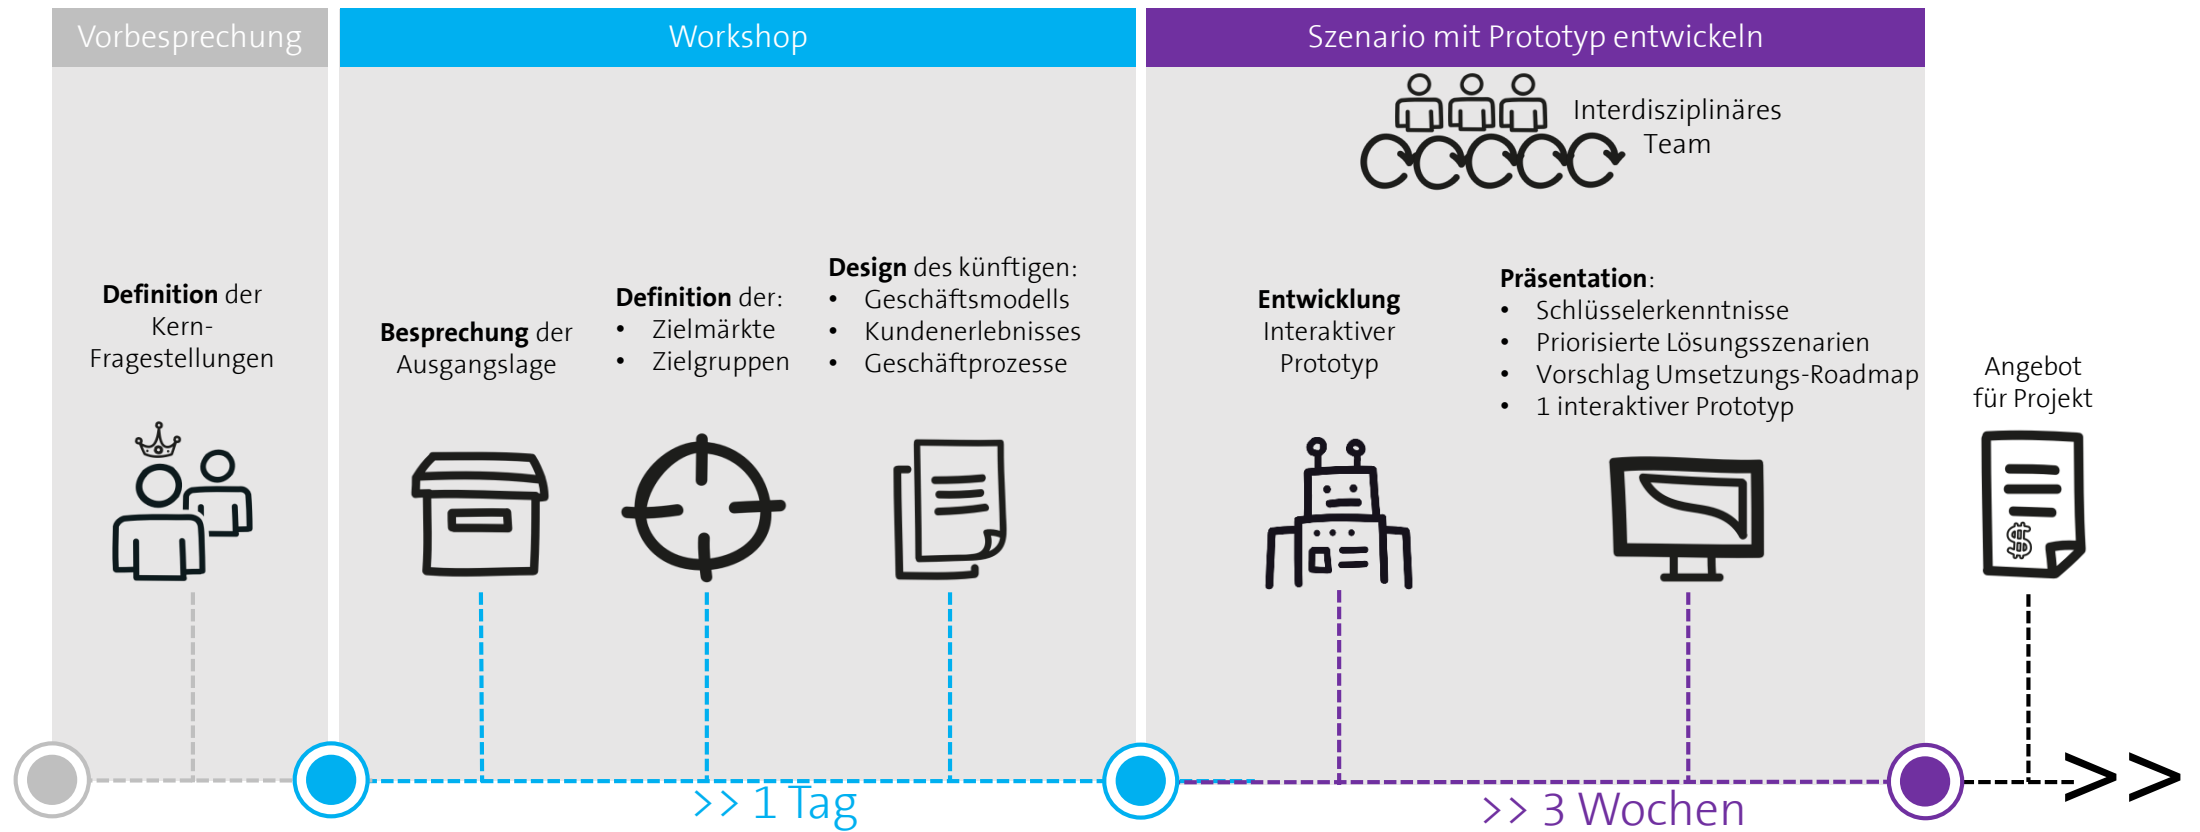 Vorbesprechung
Workshop
Szenario mit Prototyp entwickeln
Interdisziplinäres
Team
Definition der
Kern-
Fragestellungen
Besprechung der
Ausgangslage
Definition der:
• Zielmärkte
• Zielgruppen
Design des künftigen:
• Geschäftsmodells
• Kundenerlebnisses
• Geschäftprozesse
Entwicklung
Interaktiver
Prototyp
Präsentation:
• Schlüsselerkenntnisse
• Priorisierte Lösungsszenarien
• Vorschlag Umsetzungs-Roadmap
• 1 interaktiver Prototyp
Angebot
für Projekt
$
>> 1 Tag
>> 3 Wochen
>>